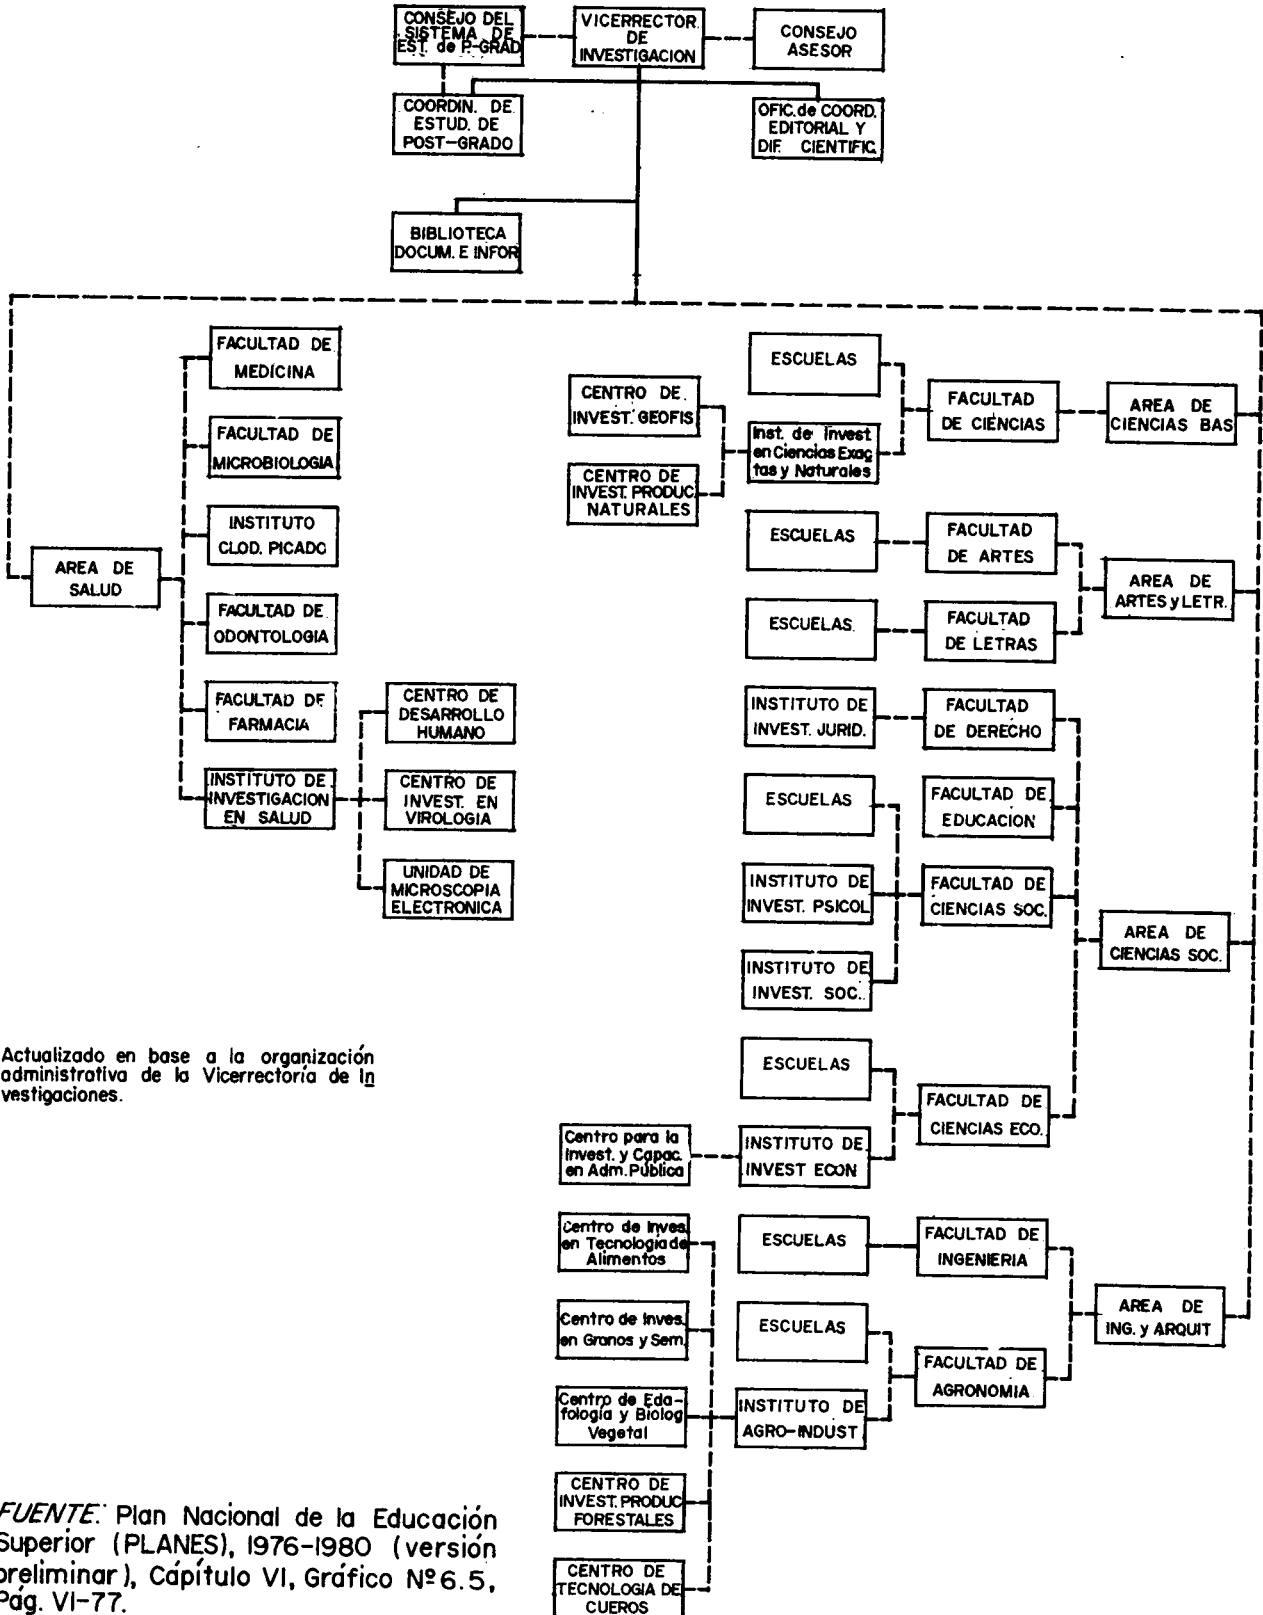 CONSEJO DEL
SISTEMA DE
EST. de P-GRAD
VICERRECTOR
DE
INVESTIGACION
CONSEJO
ASESOR
COORDIN. DE
ESTUD. DE
POST-GRADO
OFIC. de COORD.
EDITORIAL Y
DIF. CIENTIFIC.
BIBLIOTECA
DOCUM. E INFOR
AREA DE
SALUD
FACULTAD DE
MEDICINA
FACULTAD DE
MICROBIOLOGIA
INSTITUTO
CLOD. PICADO
FACULTAD DE
ODONTOLOGIA
FACULTAD DE
FARMACIA
INSTITUTO DE
INVESTIGACION
EN SALUD
CENTRO DE
DESARROLLO
HUMANO
CENTRO DE
INVEST. EN
VIROLOGIA
UNIDAD DE
MICROSCOPIA
ELECTRONICA
ESCUELAS
CENTRO DE
INVEST. GEOFIS
Inst. de Invest
en Ciencias Exac
tas y Naturales
CENTRO DE
INVEST. PRODUC.
NATURALES
FACULTAD
DE CIENCIAS
AREA DE
CIENCIAS BAS
ESCUELAS
FACULTAD
DE ARTES
AREA DE
ARTES y LETR.
ESCUELAS
FACULTAD
DE LETRAS
INSTITUTO DE
INVEST. JURID.
FACULTAD
DE DERECHO
ESCUELAS
FACULTAD DE
EDUCACION
INSTITUTO DE
INVEST. PSICOL
FACULTAD DE
CIENCIAS SOC.
AREA DE
CIENCIAS SOC.
INSTITUTO DE
INVEST. SOC.
ESCUELAS
FACULTAD DE
CIENCIAS ECO.
Centro para la
Invest. y Capac.
en Adm. Pública
INSTITUTO DE
INVEST ECON
Centro de Inves.
en Tecnología de
Alimentos
ESCUELAS
FACULTAD DE
INGENIERIA
AREA DE
ING. y ARQUIT
Centro de Inves.
en Granos y Sem.
ESCUELAS
FACULTAD DE
AGRONOMIA
Centro de Eda-
fología y Biolog
Vegetal
INSTITUTO DE
AGRO-INDUST
CENTRO DE
INVEST. PRODUC
FORESTALES
CENTRO DE
TECNOLOGIA DE
CUEROS
Actualizado en base a la organización
administrativa de la Vicerrectoría de In
vestigaciones.
FUENTE: Plan Nacional de la Educación
Superior (PLANES), 1976-1980 (versión
preliminar), Cápítulo VI, Gráfico Nº 6.5,
Pág. VI-77.